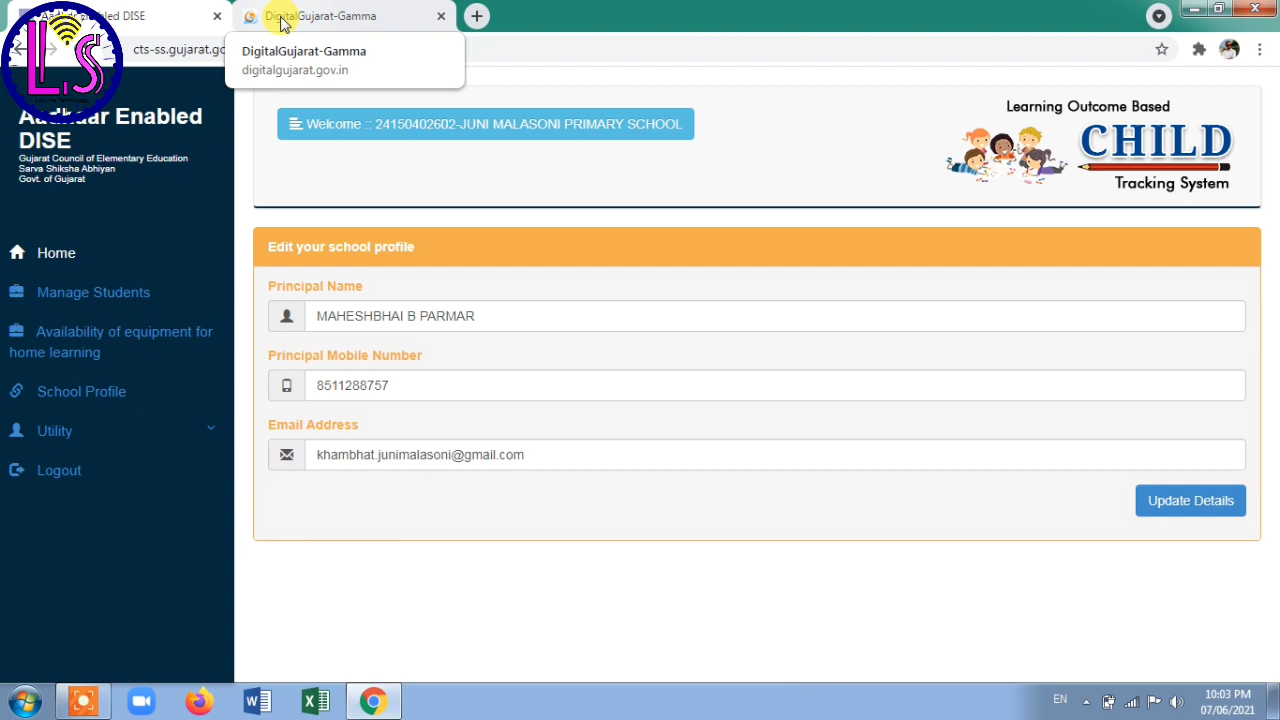 Aadhaar Enabled DISE
DigitalGujarat-Gamma
cts-ss.gujarat.go
DigitalGujarat-Gamma
digitalgujarat.gov.in
L.S
Aadhaar Enabled
DISE
Gujarat Council of Elementary Education
Sarva Shiksha Abhiyan
Govt. of Gujarat
Home
Manage Students
Availability of equipment for
home learning
School Profile
Utility
Logout
Welcome :: 24150402602-JUNI MALASONI PRIMARY SCHOOL
Learning Outcome Based
CHILD
Tracking System
Edit your school profile
Principal Name
MAHESHBHAI B PARMAR
Principal Mobile Number
8511288757
Email Address
khambhat.junimalasoni@gmail.com
Update Details
EN
10:03 PM
07/06/2021